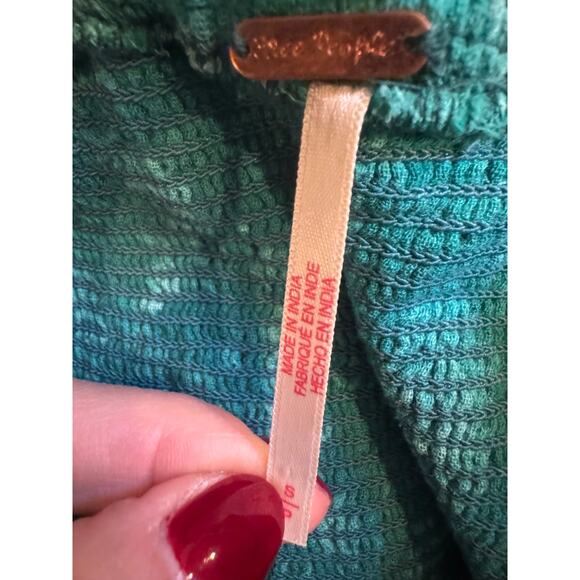 Free People
MADE IN INDIA
FABRIQUÉ EN INDE
HECHO EN INDIA